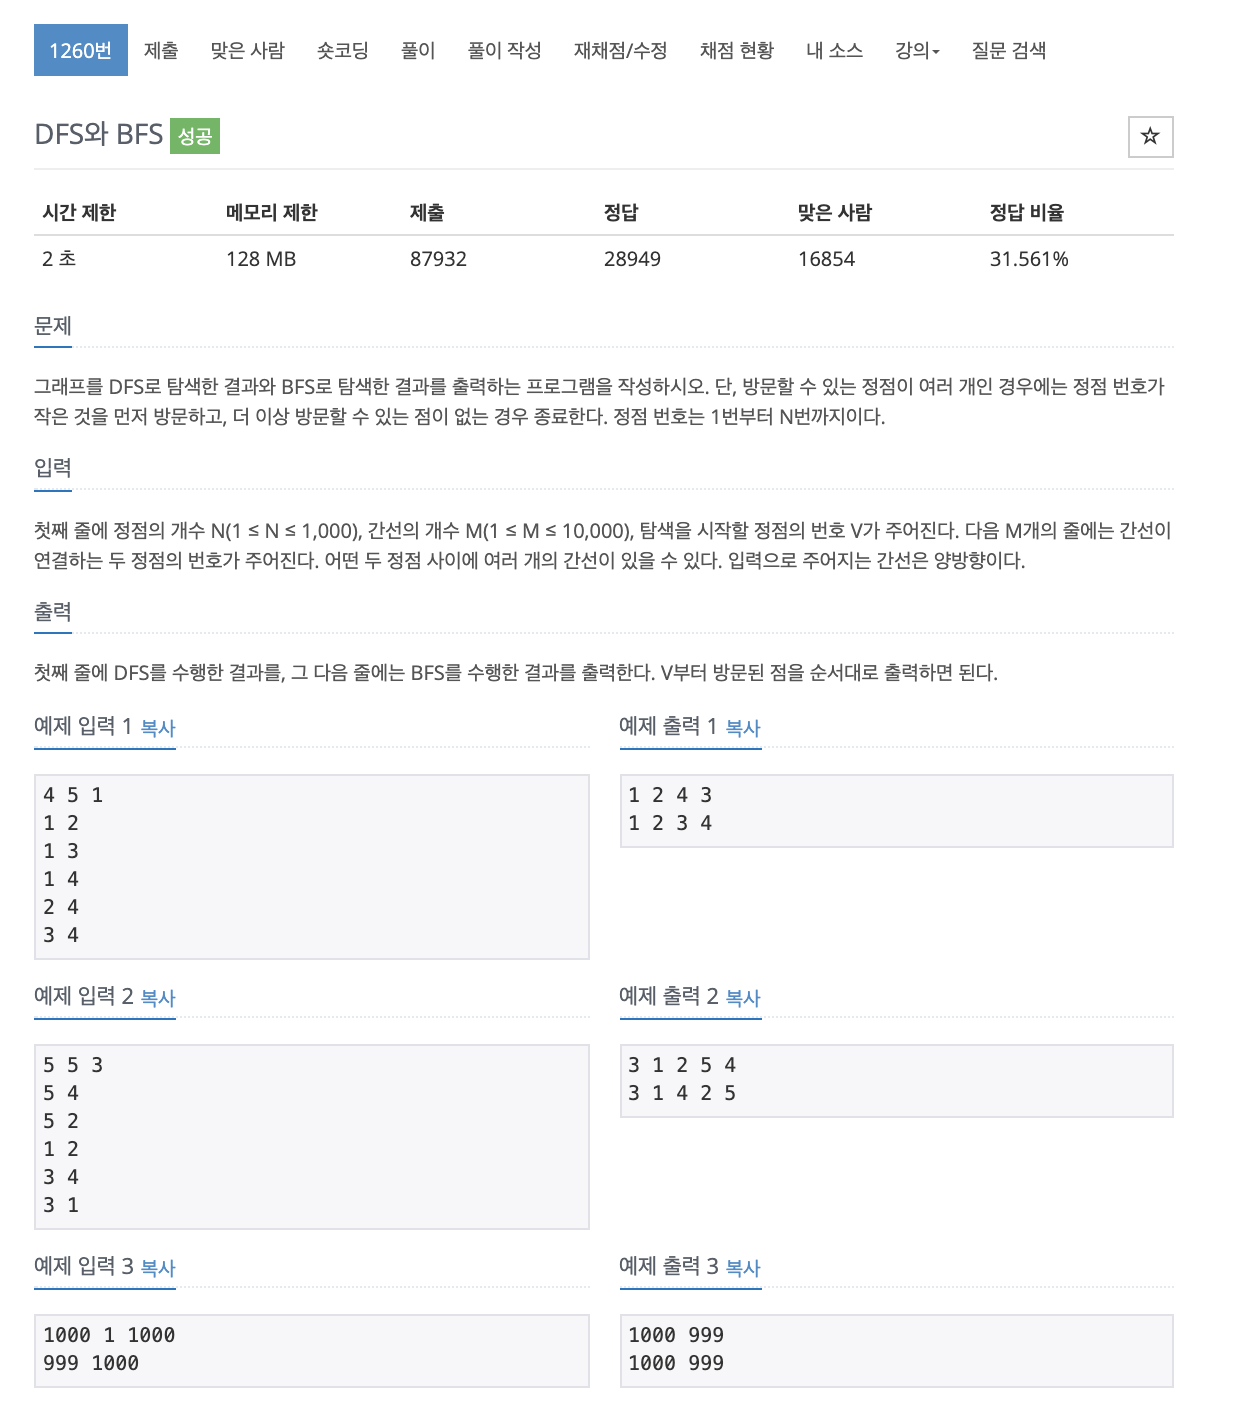 1260번 제출 맞은 사람 숏코딩 풀이 풀이 작성 재채점/수정 채점 현황 내 소스 강의 질문 검색
DFS와 BFS 성공
시간 제한 메모리 제한 제출 정답 맞은 사람 정답 비율
2 초 128 MB 87932 28949 16854 31.561%
문제
그래프를 DFS로 탐색한 결과와 BFS로 탐색한 결과를 출력하는 프로그램을 작성하시오. 단, 방문할 수 있는 정점이 여러 개인 경우에는 정점 번호가
작은 것을 먼저 방문하고, 더 이상 방문할 수 있는 점이 없는 경우 종료한다. 정점 번호는 1번부터 N번까지이다.
입력
첫째 줄에 정점의 개수 N(1 ≤ N ≤ 1,000), 간선의 개수 M(1 ≤ M ≤ 10,000), 탐색을 시작할 정점의 번호 V가 주어진다. 다음 M개의 줄에는 간선이
연결하는 두 정점의 번호가 주어진다. 어떤 두 정점 사이에 여러 개의 간선이 있을 수 있다. 입력으로 주어지는 간선은 양방향이다.
출력
첫째 줄에 DFS를 수행한 결과를, 그 다음 줄에는 BFS를 수행한 결과를 출력한다. V부터 방문된 점을 순서대로 출력하면 된다.
예제 입력 1 복사
4 5 1
1 2
1 3
1 4
2 4
3 4
예제 출력 1 복사
1 2 4 3
1 2 3 4
예제 입력 2 복사
5 5 3
5 4
5 2
1 2
3 4
3 1
예제 출력 2 복사
3 1 2 5 4
3 1 4 2 5
예제 입력 3 복사
1000 1 1000
999 1000
예제 출력 3 복사
1000 999
1000 999